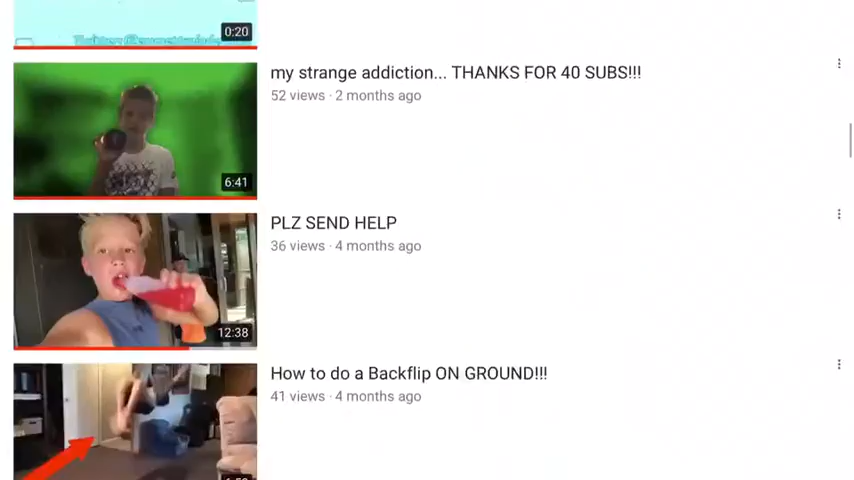 0:20
my strange addiction... THANKS FOR 40 SUBS!!!
52 views · 2 months ago
6:41
PLZ SEND HELP
36 views · 4 months ago
12:38
How to do a Backflip ON GROUND!!!
41 views · 4 months ago